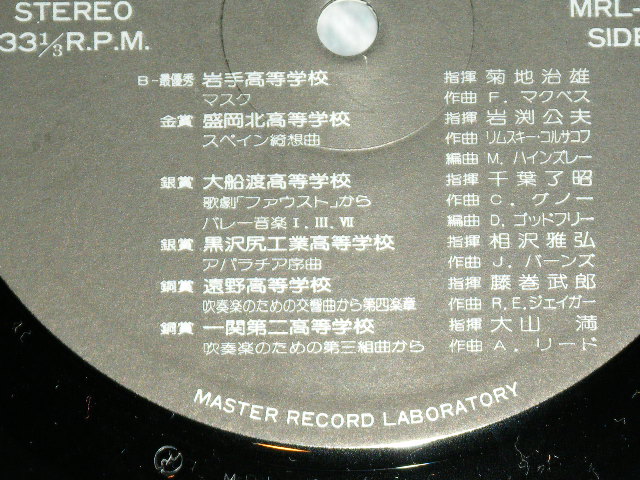 STEREO
33 1/3 R.P.M.
MRL-
SIDE
B-最優秀 岩手高等学校 指揮 菊地治雄
マスク 作曲 F. マクベス
金賞 盛岡北高等学校 指揮 岩渕公夫
スペイン綺想曲 作曲 リムスキー・コルサコフ
編曲 M. ハインズレー
銀賞 大船渡高等学校 指揮 千葉了昭
歌劇「ファウスト」から 作曲 C. グノー
バレー音楽 I. III. VII 編曲 D. ゴッドフリー
銀賞 黒沢尻工業高等学校 指揮 相沢雅弘
アパラチア序曲 作曲 J. バーンズ
銅賞 遠野高等学校 指揮 藤巻武郎
吹奏楽のための交響曲から第四楽章 作曲 R.E.ジェイガー
銅賞 一関第二高等学校 指揮 大山 満
吹奏楽のための第三組曲から 作曲 A. リード
MASTER RECORD LABORATORY